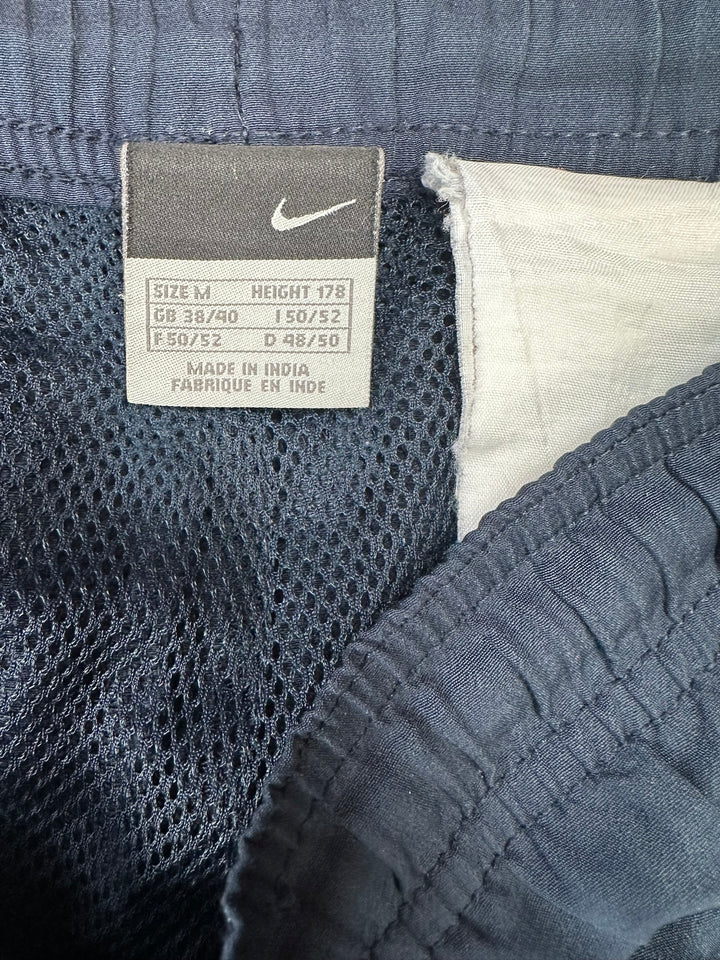 SIZE M HEIGHT 178
GB 38/40 I 50/52
F 50/52 D 48/50
MADE IN INDIA
FABRIQUE EN INDE